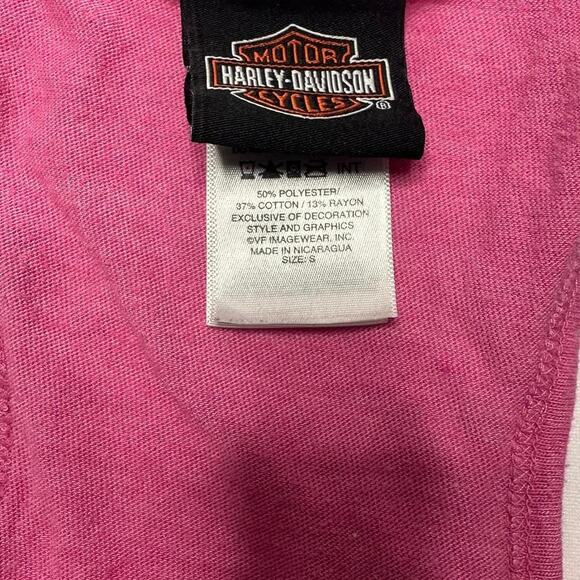 MOTOR
HARLEY-DAVIDSON
CYCLES
®
INT
50% POLYESTER/
37% COTTON / 13% RAYON
EXCLUSIVE OF DECORATION
STYLE AND GRAPHICS
©VF IMAGEWEAR, INC.
MADE IN NICARAGUA
SIZE: S